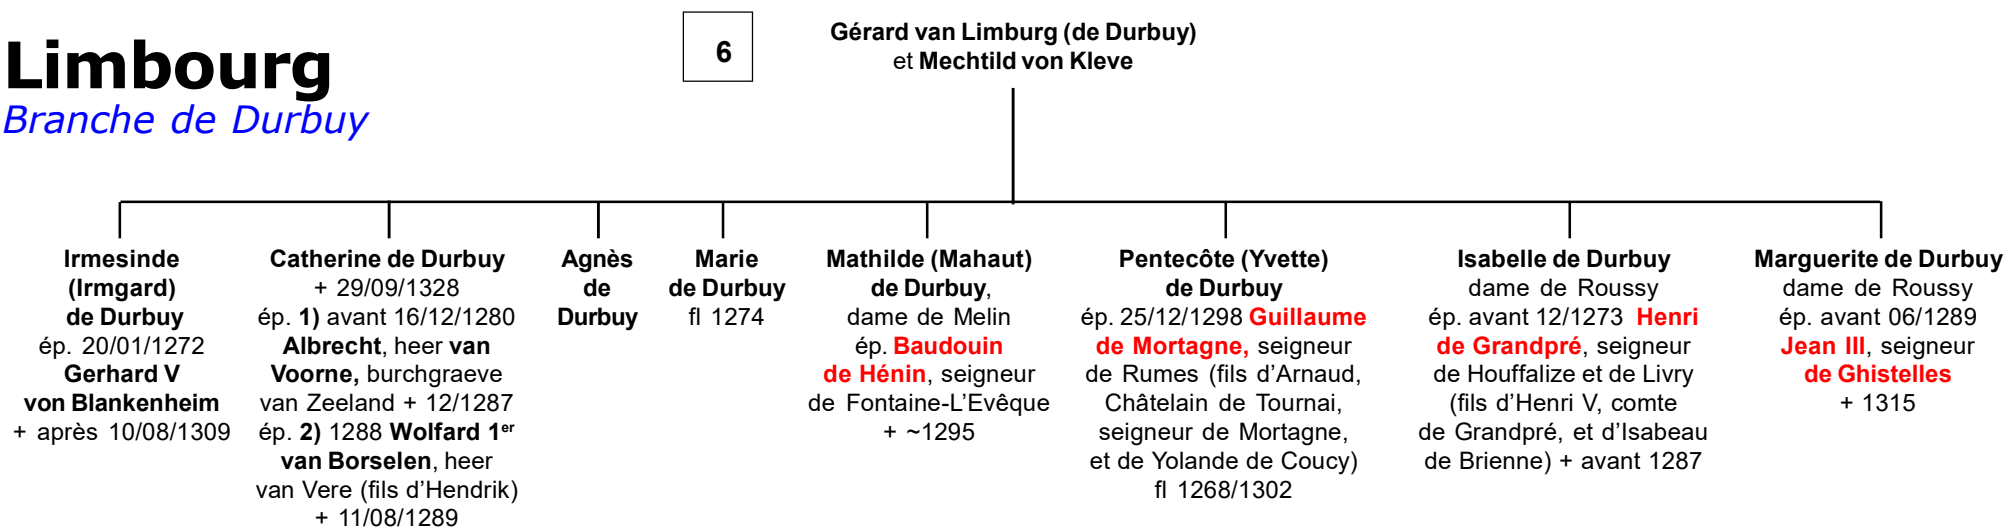 Limbourg
Branche de Durbuy
6
Gérard van Limburg (de Durbuy)
et Mechtild von Kleve
Irmesinde
(Irmgard)
de Durbuy
ép. 20/01/1272
Gerhard V
von Blankenheim
+ après 10/08/1309
Catherine de Durbuy
+ 29/09/1328
ép. 1) avant 16/12/1280
Albrecht, heer van
Voorne, burchgraeve
van Zeeland + 12/1287
ép. 2) 1288 Wolfard 1er
van Borselen, heer
van Vere (fils d'Hendrik)
+ 11/08/1289
Agnès
de
Durbuy
Marie
de Durbuy
fl 1274
Mathilde (Mahaut)
de Durbuy,
dame de Melin
ép. Baudouin
de Hénin, seigneur
de Fontaine-L'Evêque
+ ~1295
Pentecôte (Yvette)
de Durbuy
ép. 25/12/1298 Guillaume
de Mortagne, seigneur
de Rumes (fils d'Arnaud,
Châtelain de Tournai,
seigneur de Mortagne,
et de Yolande de Coucy)
fl 1268/1302
Isabelle de Durbuy
dame de Roussy
ép. avant 12/1273 Henri
de Grandpré, seigneur
de Houffalize et de Livry
(fils d'Henri V, comte
de Grandpré, et d'Isabeau
de Brienne) + avant 1287
Marguerite de Durbuy
dame de Roussy
ép. avant 06/1289
Jean III, seigneur
de Ghistelles
+ 1315